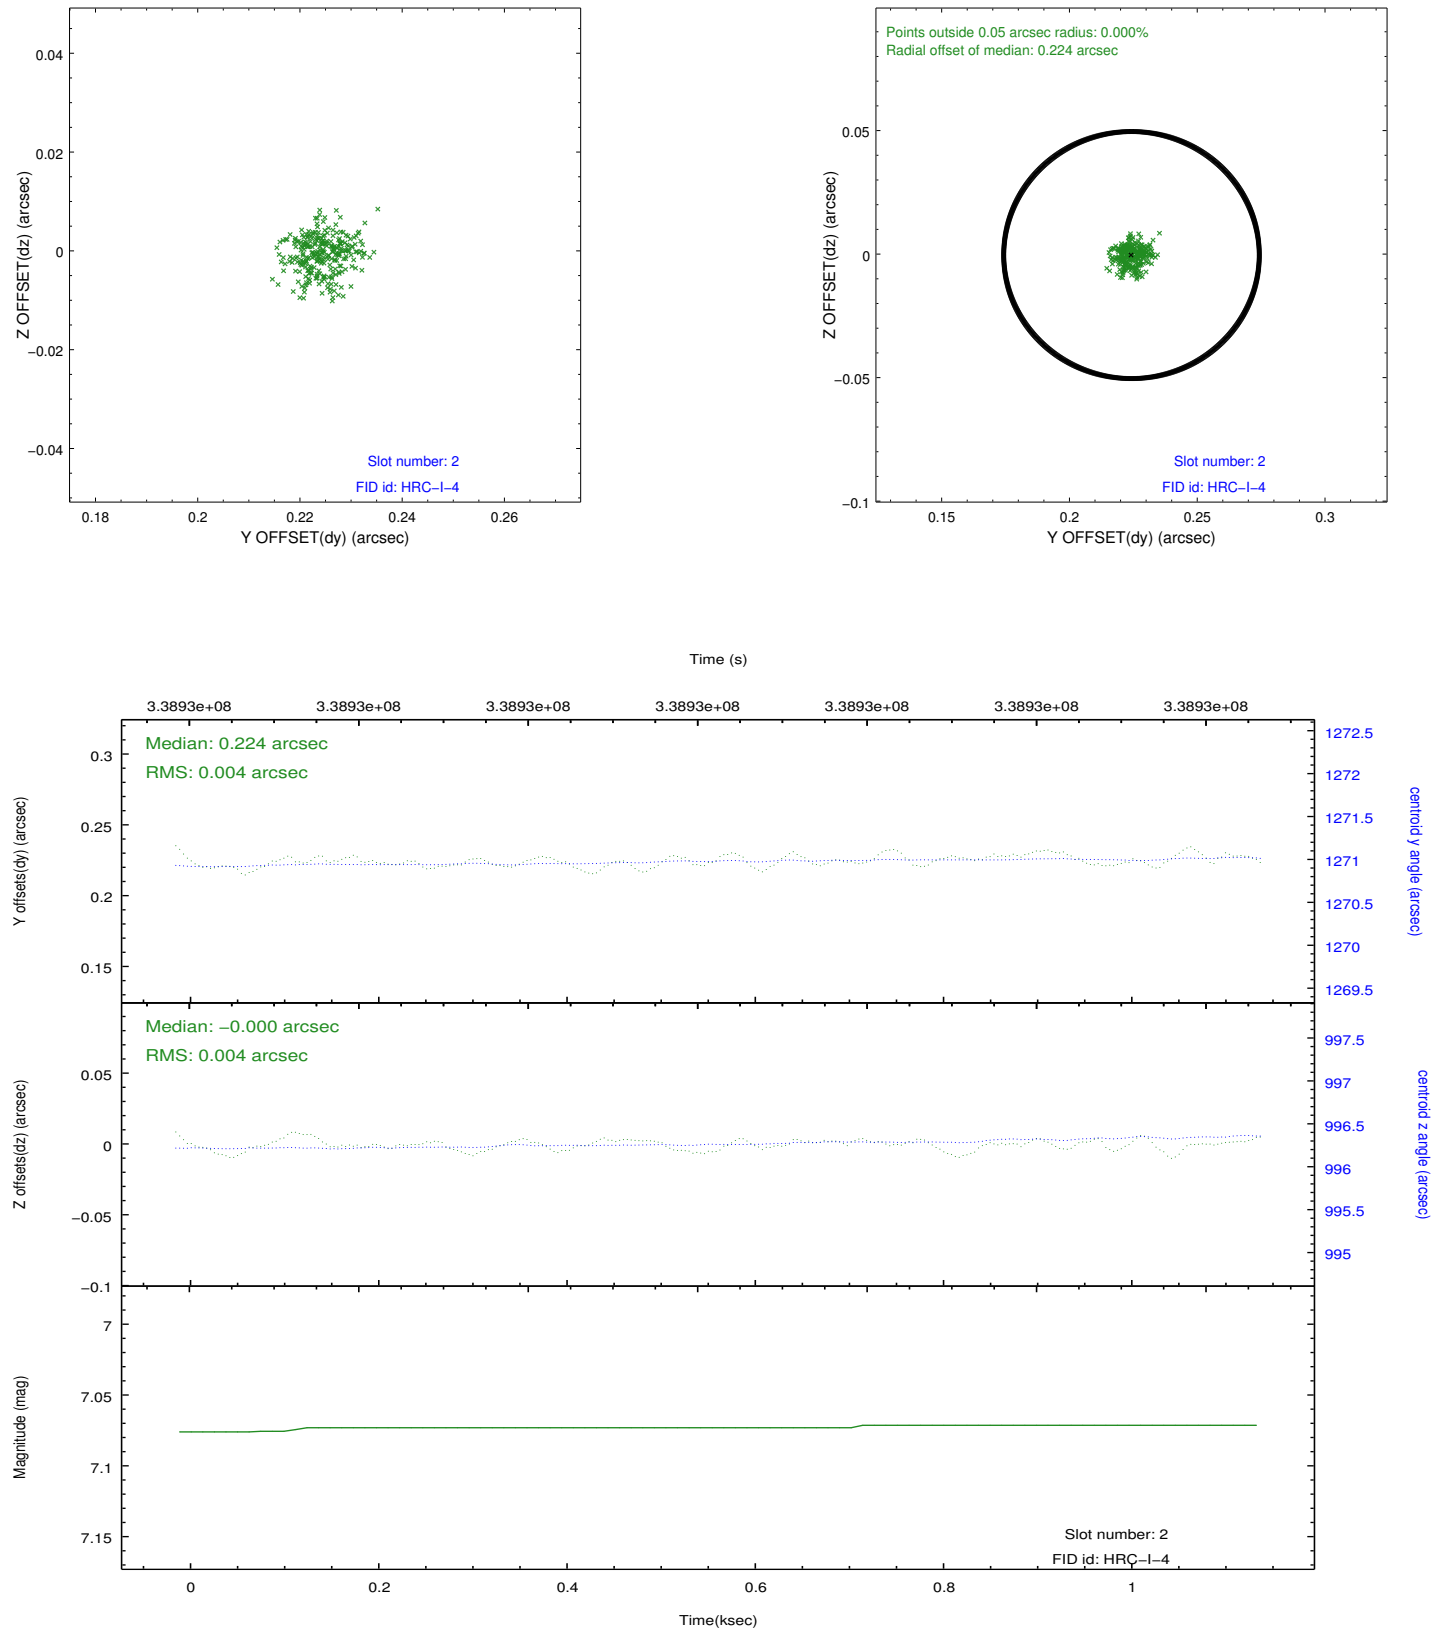 0.04
0.02
0
−0.02
−0.04
Z OFFSET(dz) (arcsec)
Slot number: 2
FID id: HRC−I−4
0.18
0.2
0.22
0.24
0.26
Y OFFSET(dy) (arcsec)
Points outside 0.05 arcsec radius: 0.000%
Radial offset of median: 0.224 arcsec
0.05
0
−0.05
−0.1
Z OFFSET(dz) (arcsec)
Slot number: 2
FID id: HRC−I−4
0.15
0.2
0.25
0.3
Y OFFSET(dy) (arcsec)
Time (s)
3.3893e+08
3.3893e+08
3.3893e+08
3.3893e+08
3.3893e+08
3.3893e+08
3.3893e+08
Median: 0.224 arcsec
RMS: 0.004 arcsec
0.3
0.25
0.2
0.15
Y offsets(dy) (arcsec)
1272.5
1272
1271.5
1271
1270.5
1270
1269.5
centroid y angle (arcsec)
Median: −0.000 arcsec
RMS: 0.004 arcsec
0.05
0
−0.05
−0.1
Z offsets(dz) (arcsec)
997.5
997
996.5
996
995.5
995
centroid z angle (arcsec)
7
7.05
7.1
7.15
Magnitude (mag)
Slot number: 2
FID id: HRC−I−4
0
0.2
0.4
0.6
0.8
1
Time(ksec)